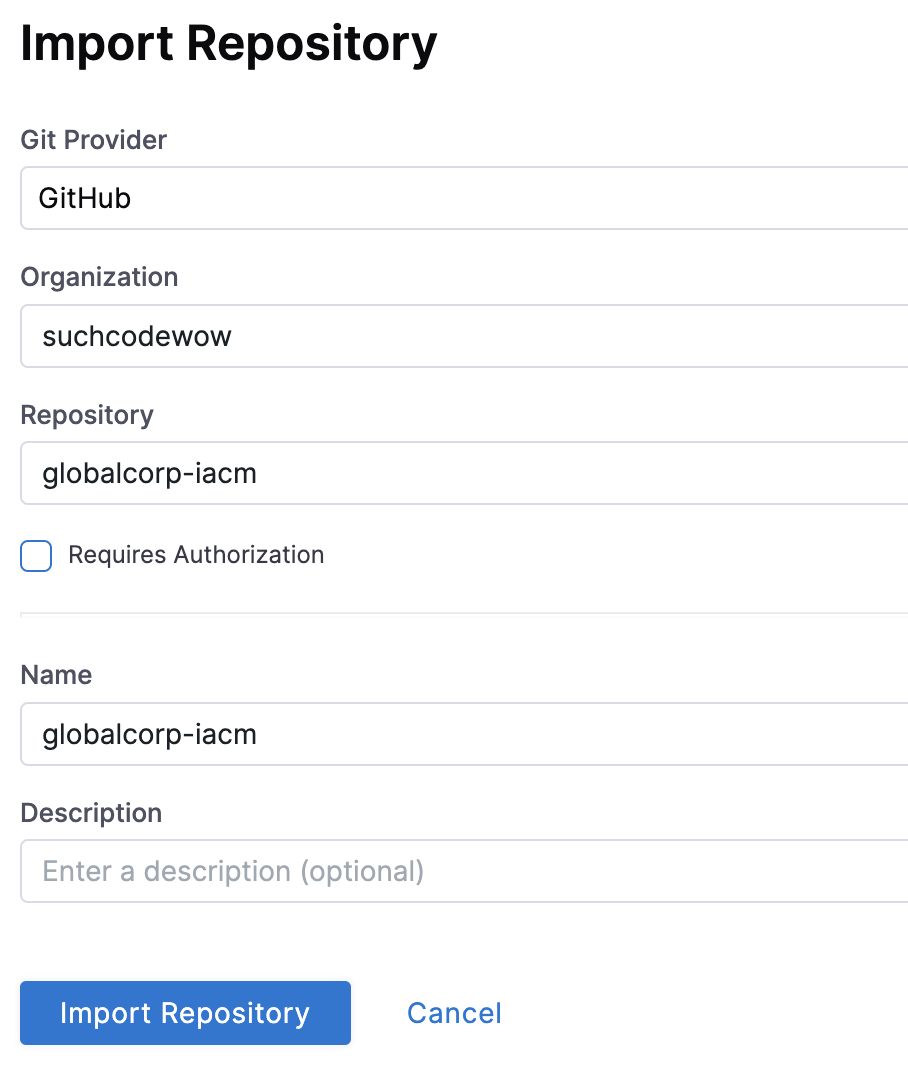 Import Repository
Git Provider
GitHub
Organization
suchcodewow
Repository
globalcorp-iacm
Requires Authorization
Name
globalcorp-iacm
Description
Enter a description (optional)
Import Repository
Cancel